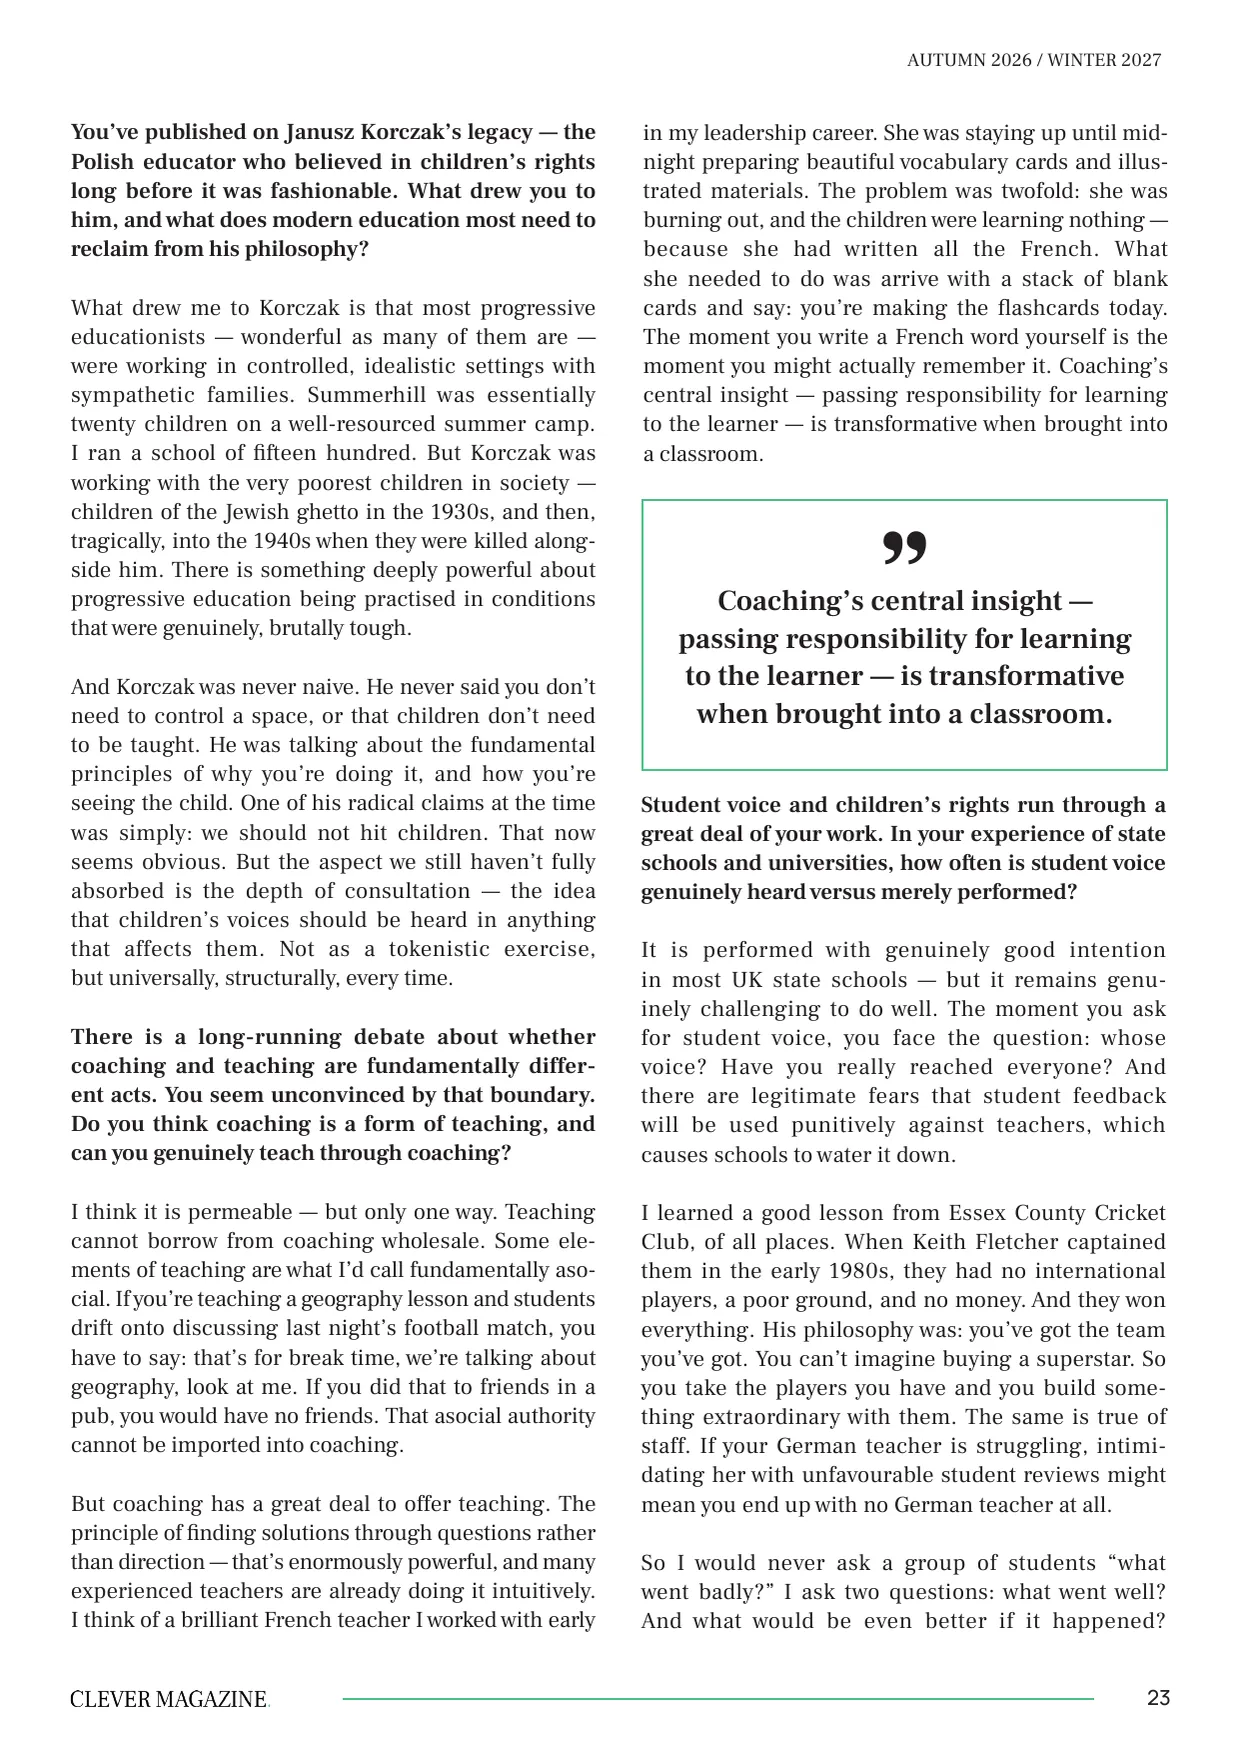 AUTUMN 2026 / WINTER 2027
You’ve published on Janusz Korczak’s legacy — the
Polish educator who believed in children’s rights
long before it was fashionable. What drew you to
him, and what does modern education most need to
reclaim from his philosophy?
What drew me to Korczak is that most progressive
educationists — wonderful as many of them are —
were working in controlled, idealistic settings with
sympathetic families. Summerhill was essentially
twenty children on a well-resourced summer camp.
I ran a school of fifteen hundred. But Korczak was
working with the very poorest children in society —
children of the Jewish ghetto in the 1930s, and then,
tragically, into the 1940s when they were killed along-
side him. There is something deeply powerful about
progressive education being practised in conditions
that were genuinely, brutally tough.
And Korczak was never naive. He never said you don’t
need to control a space, or that children don’t need
to be taught. He was talking about the fundamental
principles of why you’re doing it, and how you’re
seeing the child. One of his radical claims at the time
was simply: we should not hit children. That now
seems obvious. But the aspect we still haven’t fully
absorbed is the depth of consultation — the idea
that children’s voices should be heard in anything
that affects them. Not as a tokenistic exercise,
but universally, structurally, every time.
There is a long-running debate about whether
coaching and teaching are fundamentally differ-
ent acts. You seem unconvinced by that boundary.
Do you think coaching is a form of teaching, and
can you genuinely teach through coaching?
I think it is permeable — but only one way. Teaching
cannot borrow from coaching wholesale. Some ele-
ments of teaching are what I’d call fundamentally aso-
cial. If you’re teaching a geography lesson and students
drift onto discussing last night’s football match, you
have to say: that’s for break time, we’re talking about
geography, look at me. If you did that to friends in a
pub, you would have no friends. That asocial authority
cannot be imported into coaching.
But coaching has a great deal to offer teaching. The
principle of finding solutions through questions rather
than direction — that’s enormously powerful, and many
experienced teachers are already doing it intuitively.
I think of a brilliant French teacher I worked with early
in my leadership career. She was staying up until mid-
night preparing beautiful vocabulary cards and illus-
trated materials. The problem was twofold: she was
burning out, and the children were learning nothing —
because she had written all the French. What
she needed to do was arrive with a stack of blank
cards and say: you’re making the flashcards today.
The moment you write a French word yourself is the
moment you might actually remember it. Coaching’s
central insight — passing responsibility for learning
to the learner — is transformative when brought into
a classroom.
”
Coaching’s central insight —
passing responsibility for learning
to the learner — is transformative
when brought into a classroom.
Student voice and children’s rights run through a
great deal of your work. In your experience of state
schools and universities, how often is student voice
genuinely heard versus merely performed?
It is performed with genuinely good intention
in most UK state schools — but it remains genu-
inely challenging to do well. The moment you ask
for student voice, you face the question: whose
voice? Have you really reached everyone? And
there are legitimate fears that student feedback
will be used punitively against teachers, which
causes schools to water it down.
I learned a good lesson from Essex County Cricket
Club, of all places. When Keith Fletcher captained
them in the early 1980s, they had no international
players, a poor ground, and no money. And they won
everything. His philosophy was: you’ve got the team
you’ve got. You can’t imagine buying a superstar. So
you take the players you have and you build some-
thing extraordinary with them. The same is true of
staff. If your German teacher is struggling, intimi-
dating her with unfavourable student reviews might
mean you end up with no German teacher at all.
So I would never ask a group of students “what
went badly?” I ask two questions: what went well?
And what would be even better if it happened?
CLEVER MAGAZINE.
23